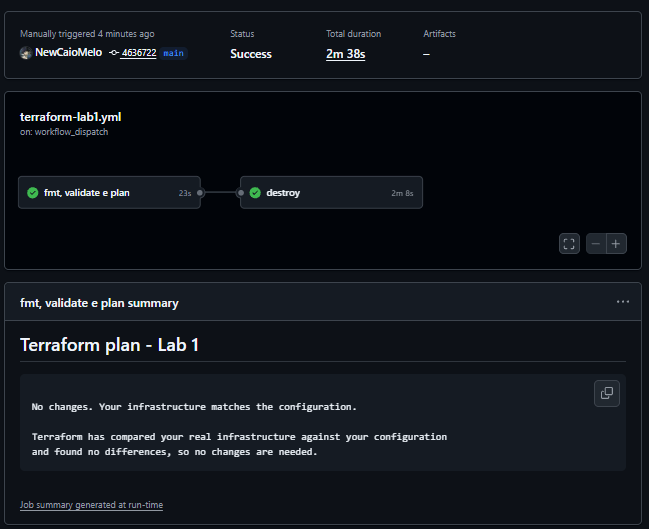 Manually triggered 4 minutes ago
NewCaioMelo 4636722 main
Status
Success
Total duration
2m 38s
Artifacts
–
terraform-lab1.yml
on: workflow_dispatch
fmt, validate e plan 23s
destroy 2m 8s
fmt, validate e plan summary
Terraform plan - Lab 1
No changes. Your infrastructure matches the configuration.
Terraform has compared your real infrastructure against your configuration
and found no differences, so no changes are needed.
Job summary generated at run-time